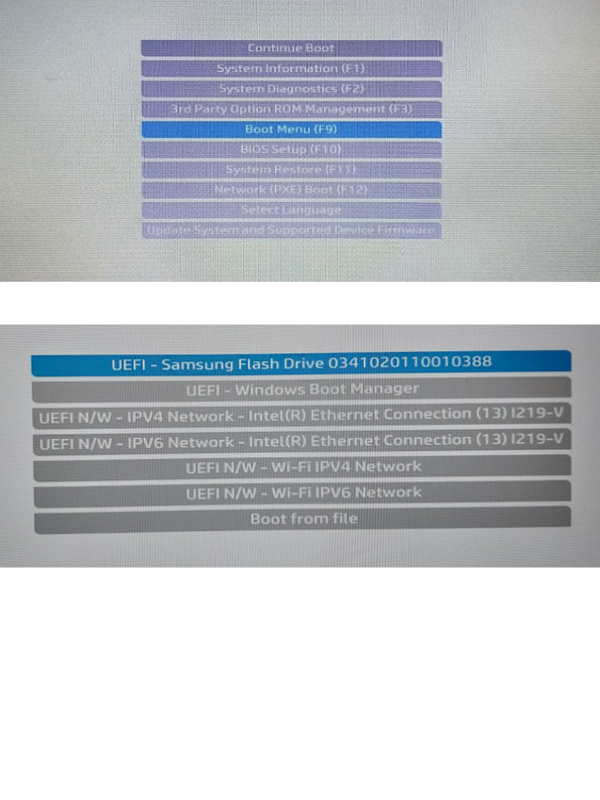 Continue Boot
System Information (F1)
System Diagnostics (F2)
3rd Party Option ROM Management (F3)
Boot Menu (F9)
BIOS Setup (F10)
System Restore (F11)
Network (PXE) Boot (F12)
Select Language
Update System and Supported Device Firmware
UEFI - Samsung Flash Drive 0341020110010388
UEFI - Windows Boot Manager
UEFI N/W - IPV4 Network - Intel(R) Ethernet Connection (13) I219-V
UEFI N/W - IPV6 Network - Intel(R) Ethernet Connection (13) I219-V
UEFI N/W - Wi-Fi IPV4 Network
UEFI N/W - Wi-Fi IPV6 Network
Boot from file